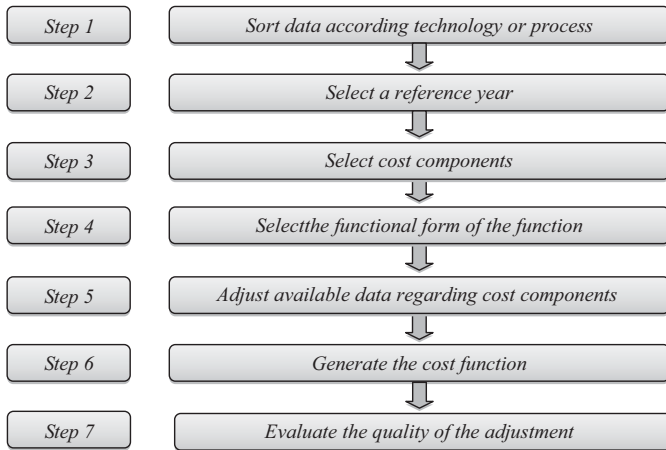 Step 1 Sort data according technology or process
Step 2 Select a reference year
Step 3 Select cost components
Step 4 Selectthe functional form of the function
Step 5 Adjust available data regarding cost components
Step 6 Generate the cost function
Step 7 Evaluate the quality of the adjustment